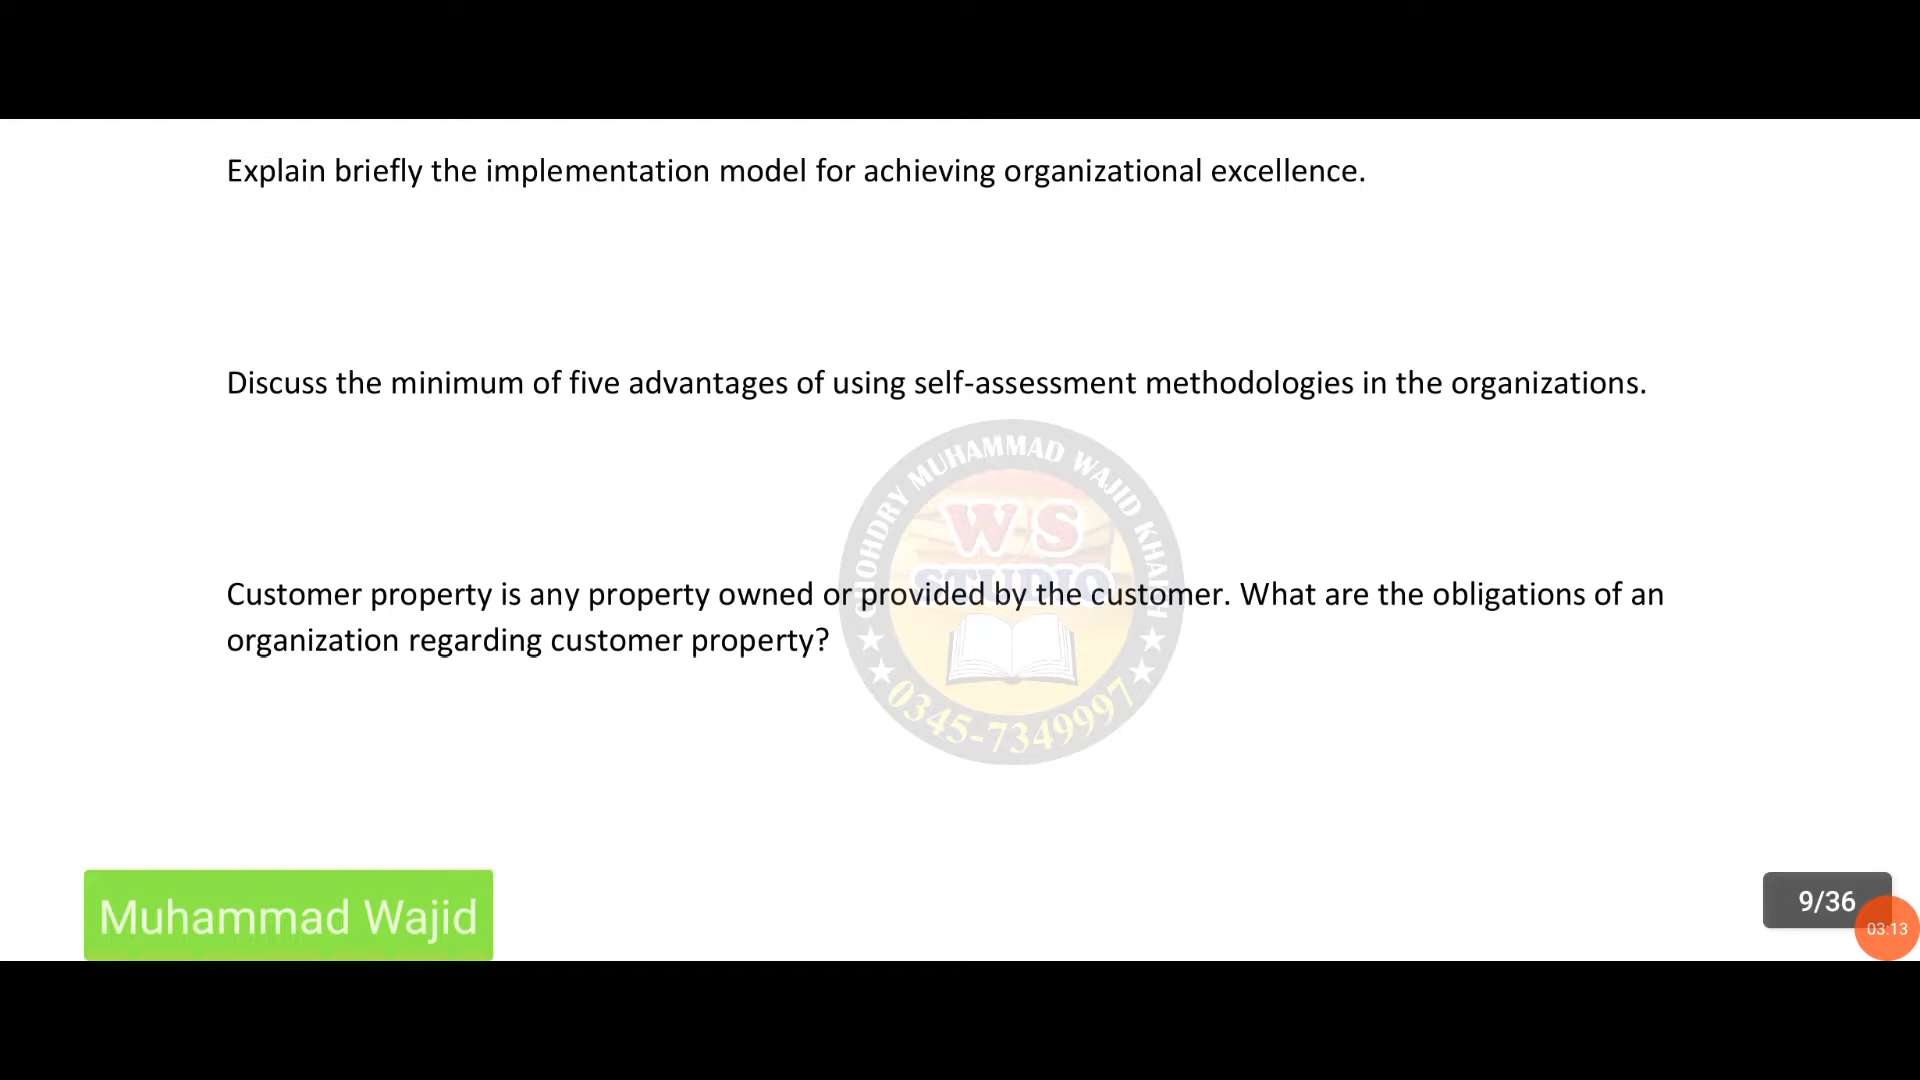 Explain briefly the implementation model for achieving organizational excellence.
Discuss the minimum of five advantages of using self-assessment methodologies in the organizations.
CHOHDRY MUHAMMAD WAJID KHALIH
WS
STUDIO
Customer property is any property owned or provided by the customer. What are the obligations of an
organization regarding customer property?
0345-7349997
Muhammad Wajid
9/36
03:13